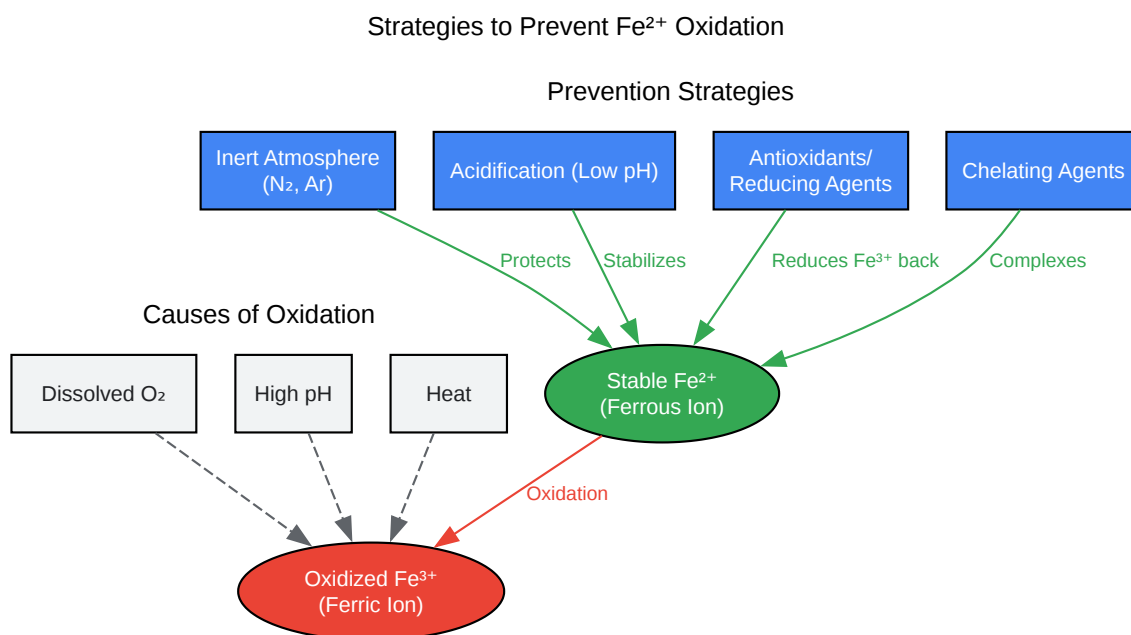 Strategies to Prevent Fe²⁺ Oxidation
Prevention Strategies
Inert Atmosphere
(N₂, Ar)
Acidification (Low pH)
Antioxidants/
Reducing Agents
Chelating Agents
Protects
Stabilizes
Reduces Fe³⁺ back
Complexes
Causes of Oxidation
Dissolved O₂
High pH
Heat
Stable Fe²⁺
(Ferrous Ion)
Oxidation
Oxidized Fe³⁺
(Ferric Ion)